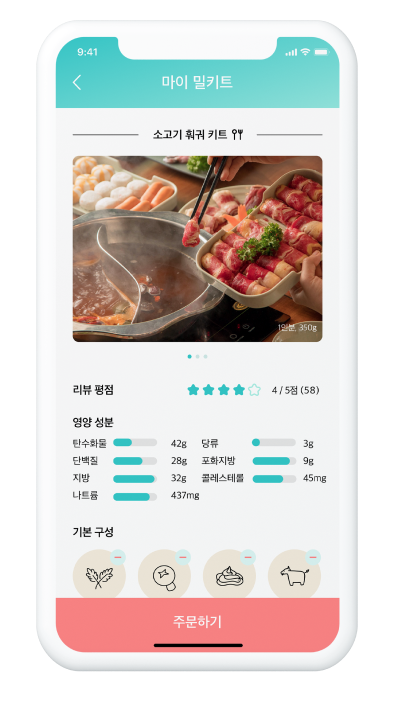 9:41
마이 밀키트
소고기 훠궈 키트
1인분, 350g
리뷰 평점 4 / 5점 (58)
영양 성분
탄수화물 42g 당류 3g
단백질 28g 포화지방 9g
지방 32g 콜레스테롤 45mg
나트륨 437mg
기본 구성
주문하기